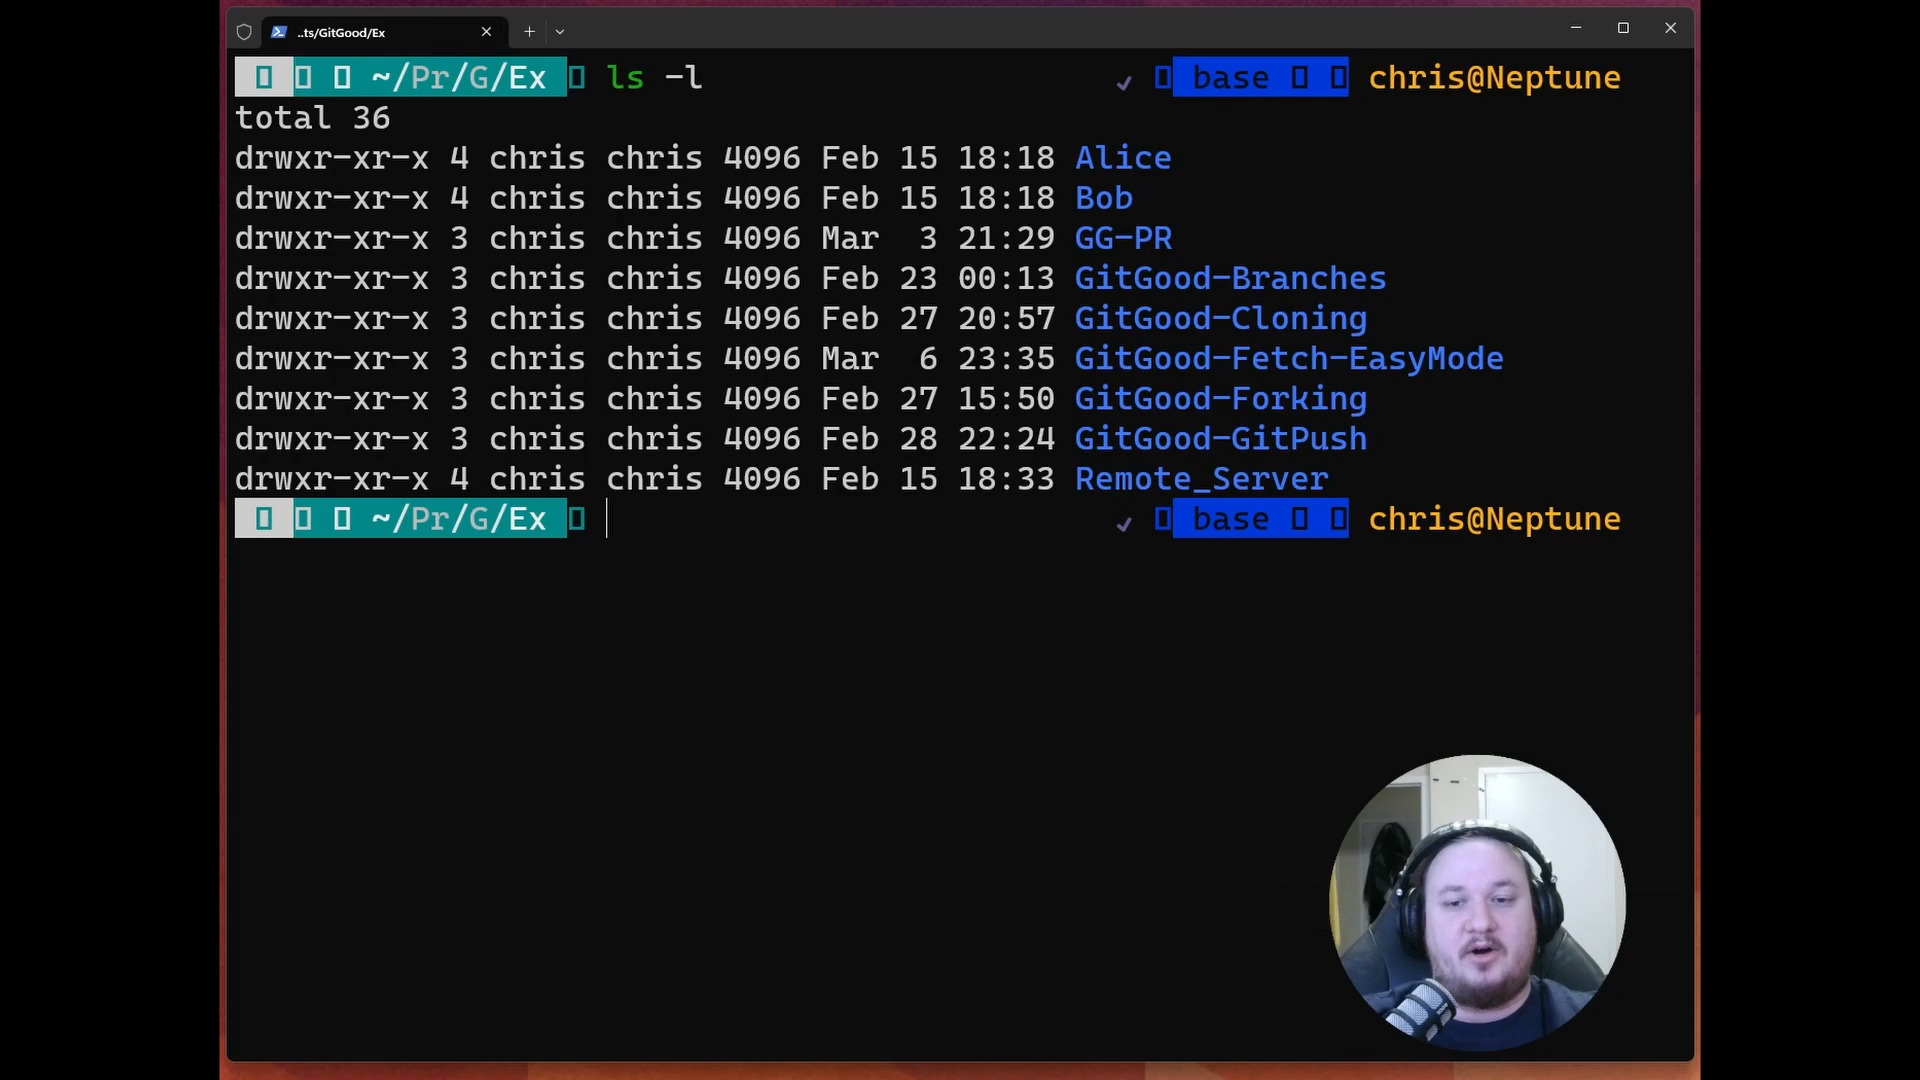 ..ts/GitGood/Ex
~/Pr/G/Ex ls -l ✓ base chris@Neptune
total 36
drwxr-xr-x 4 chris chris 4096 Feb 15 18:18 Alice
drwxr-xr-x 4 chris chris 4096 Feb 15 18:18 Bob
drwxr-xr-x 3 chris chris 4096 Mar  3 21:29 GG-PR
drwxr-xr-x 3 chris chris 4096 Feb 23 00:13 GitGood-Branches
drwxr-xr-x 3 chris chris 4096 Feb 27 20:57 GitGood-Cloning
drwxr-xr-x 3 chris chris 4096 Mar  6 23:35 GitGood-Fetch-EasyMode
drwxr-xr-x 3 chris chris 4096 Feb 27 15:50 GitGood-Forking
drwxr-xr-x 3 chris chris 4096 Feb 28 22:24 GitGood-GitPush
drwxr-xr-x 4 chris chris 4096 Feb 15 18:33 Remote_Server
~/Pr/G/Ex ✓ base chris@Neptune